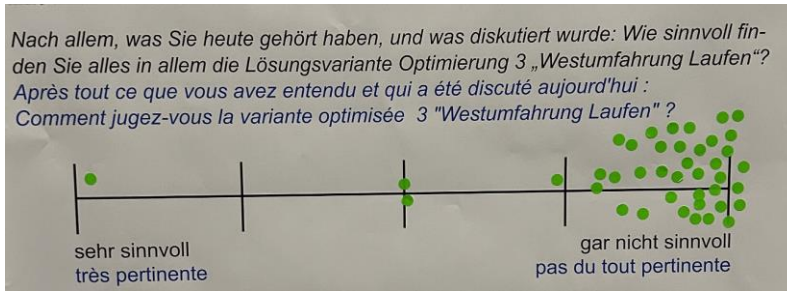 Nach allem, was Sie heute gehört haben, und was diskutiert wurde: Wie sinnvoll fin-
den Sie alles in allem die Lösungsvariante Optimierung 3 „Westumfahrung Laufen“?
Après tout ce que vous avez entendu et qui a été discuté aujourd'hui :
Comment jugez-vous la variante optimisée 3 "Westumfahrung Laufen" ?
sehr sinnvoll
très pertinente
gar nicht sinnvoll
pas du tout pertinente